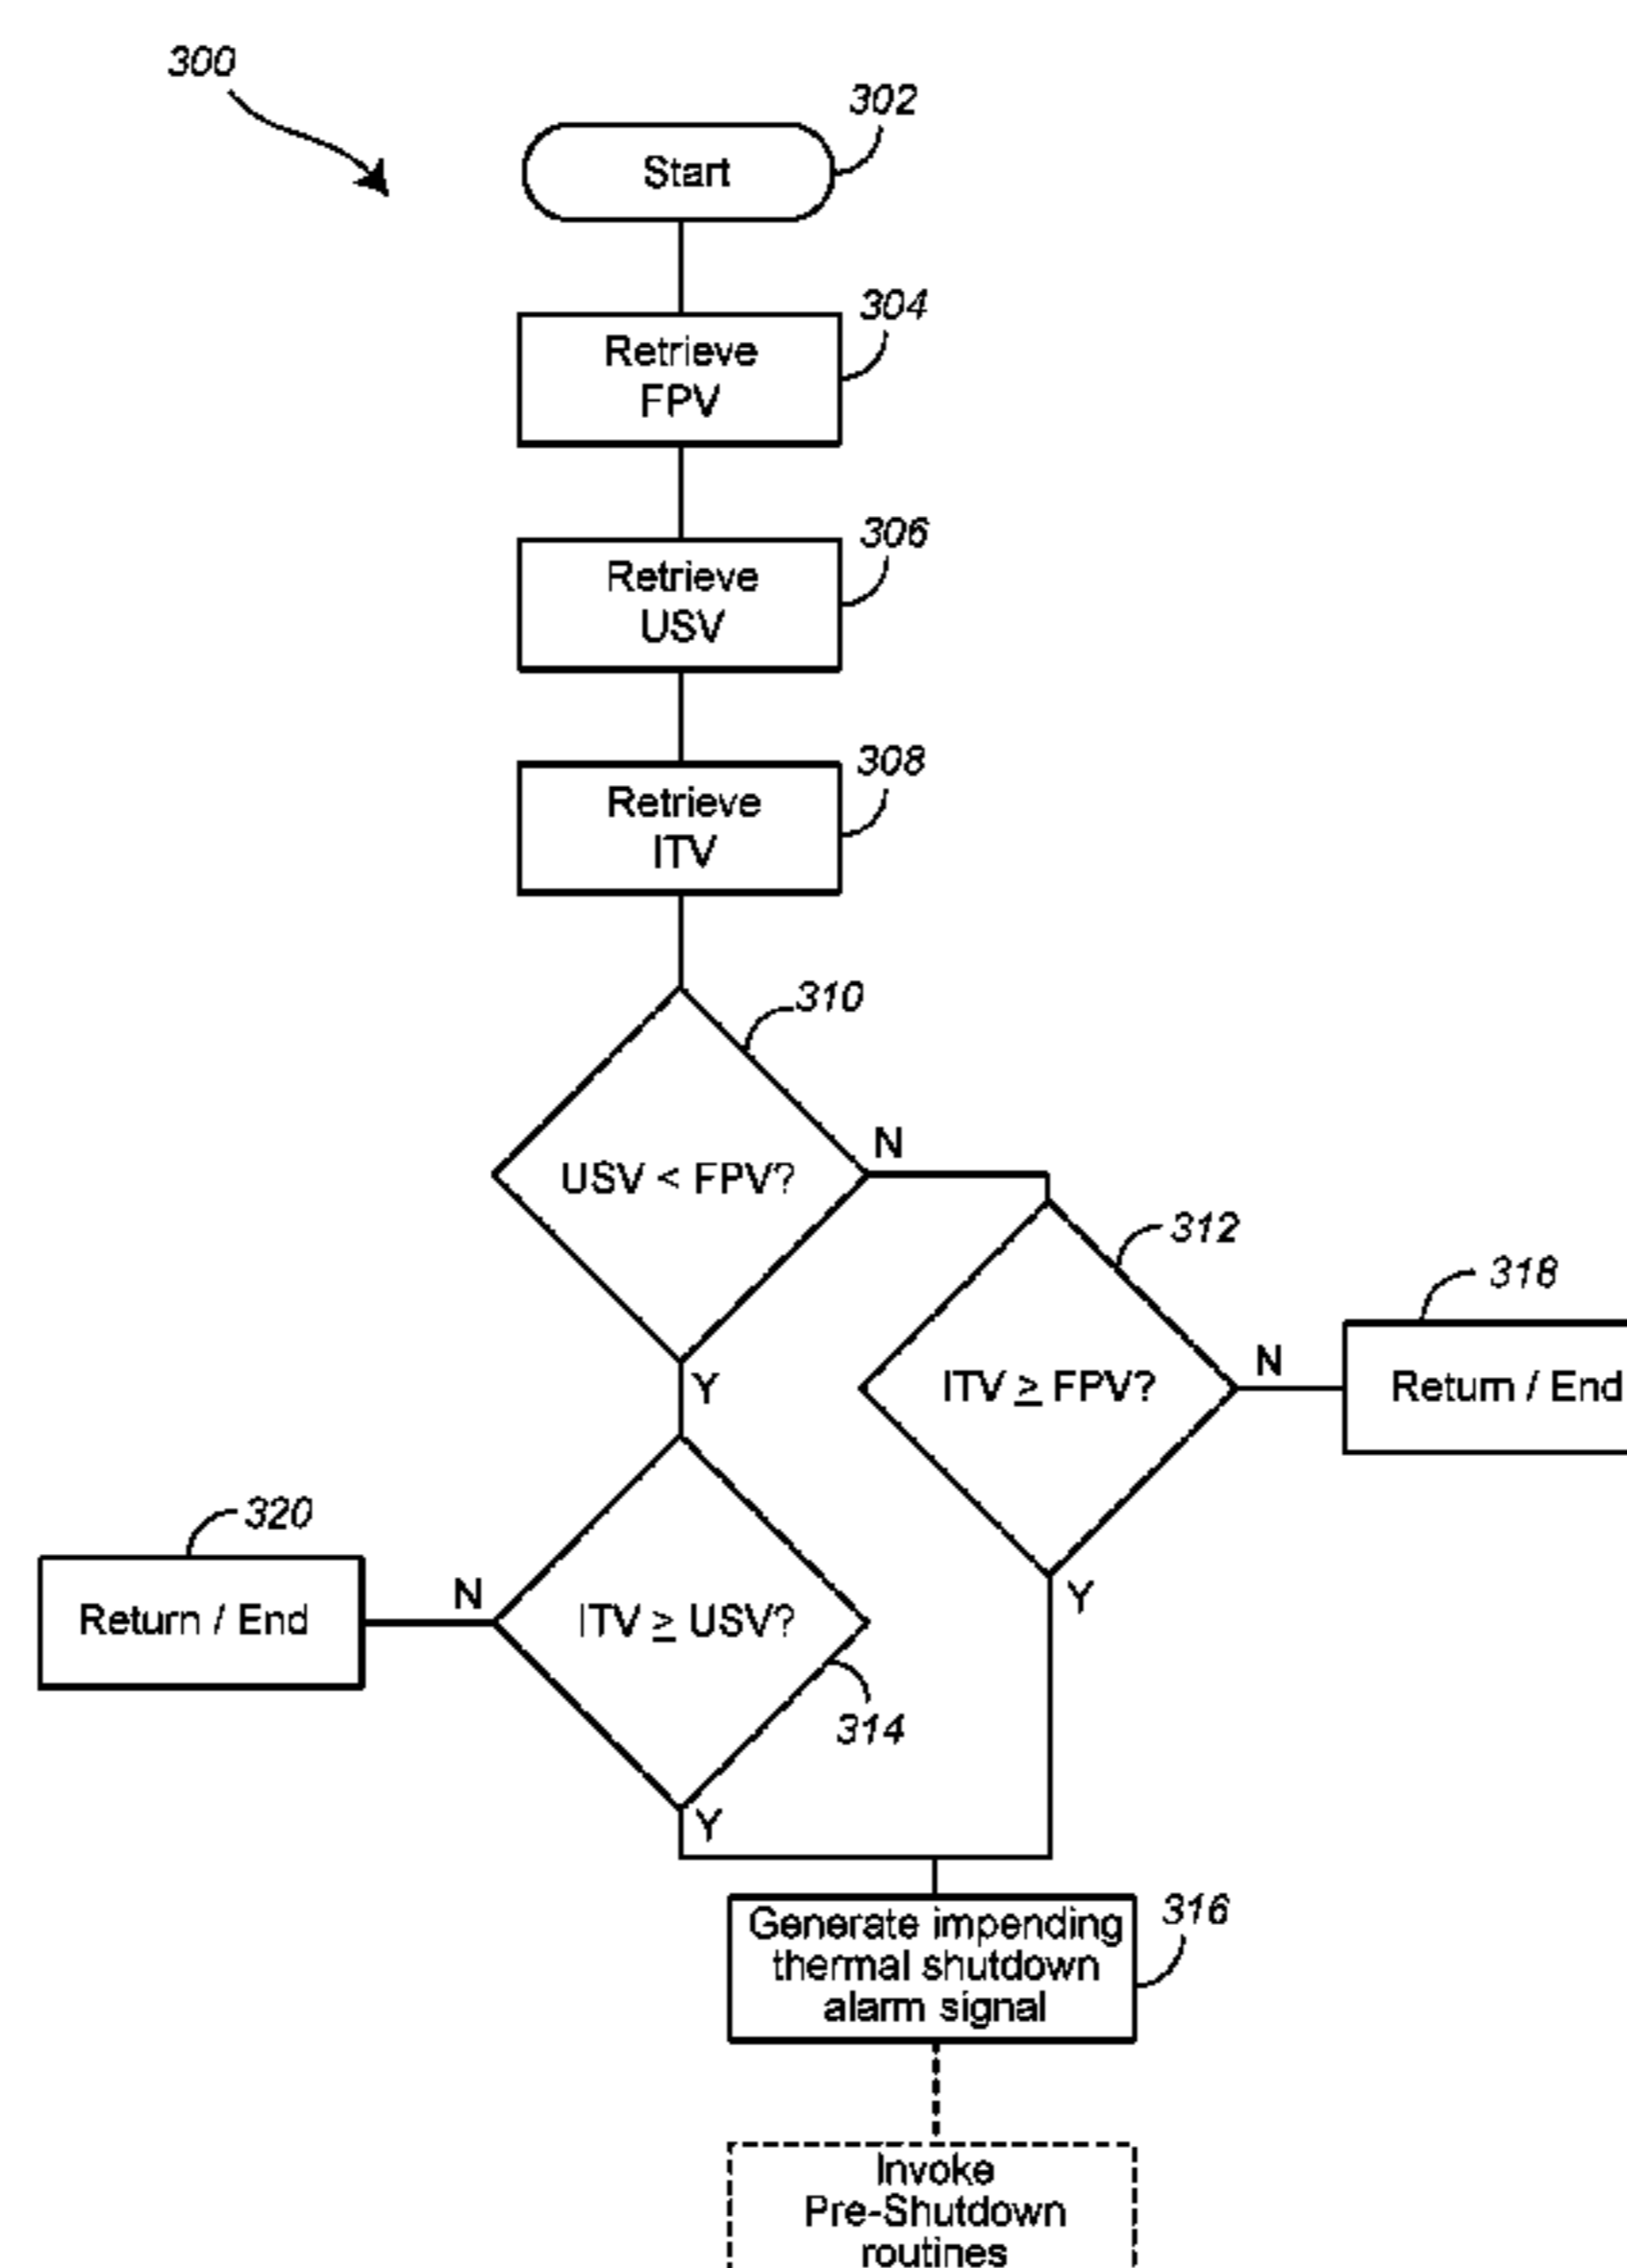 300
302
Start
304
Retrieve
FPV
306
Retrieve
USV
308
Retrieve
ITV
310
USV < FPV?
N
312
318
ITV ≥ FPV?
N
Return / End
Y
320
Return / End
N
ITV ≥ USV?
Y
314
Y
316
Generate impending
thermal shutdown
alarm signal
Invoke
Pre-Shutdown
routines